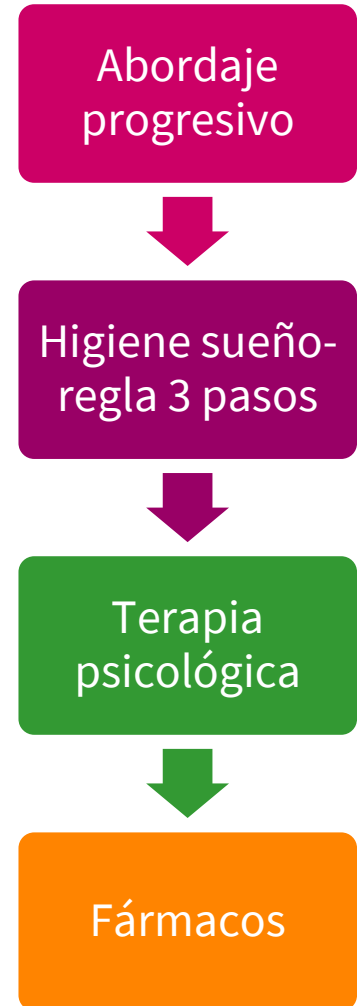 Abordaje
progresivo
Higiene sueño-
regla 3 pasos
Terapia
psicológica
Fármacos